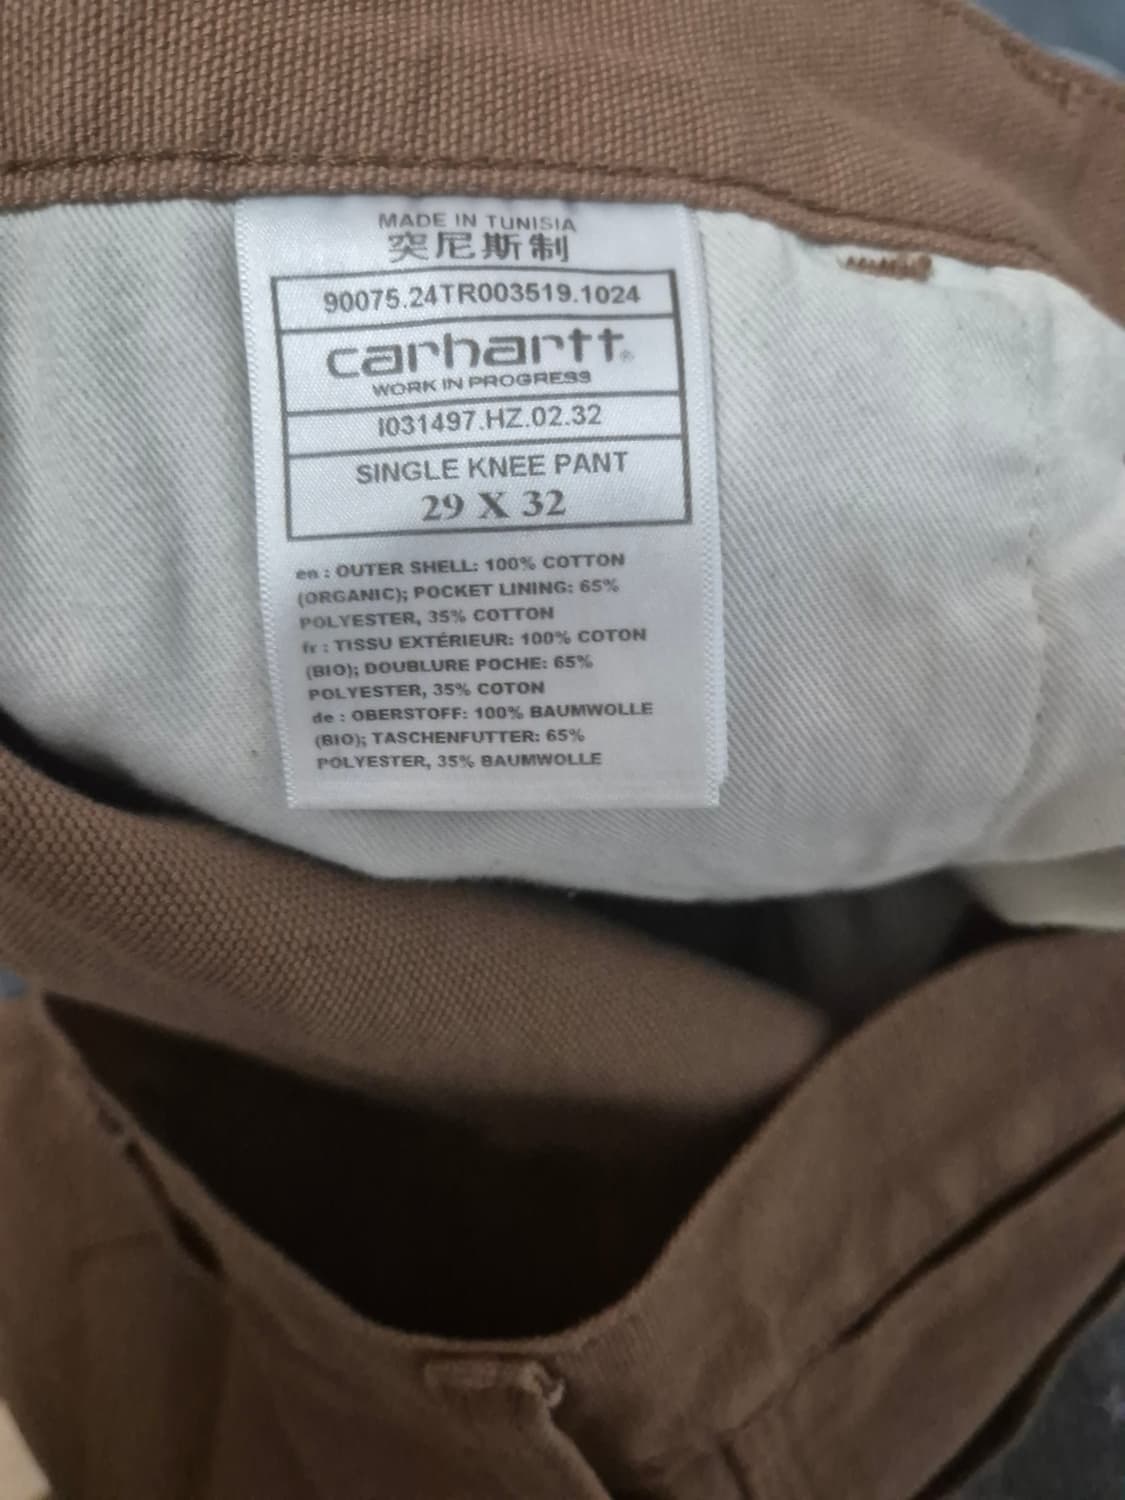 MADE IN TUNISIA
突尼斯制
90075.24TR003519.1024
carhartt®
WORK IN PROGRESS
I031497.HZ.02.32
SINGLE KNEE PANT
29 X 32
en : OUTER SHELL: 100% COTTON
(ORGANIC); POCKET LINING: 65%
POLYESTER, 35% COTTON
fr : TISSU EXTÉRIEUR: 100% COTON
(BIO); DOUBLURE POCHE: 65%
POLYESTER, 35% COTON
de : OBERSTOFF: 100% BAUMWOLLE
(BIO); TASCHENFUTTER: 65%
POLYESTER, 35% BAUMWOLLE